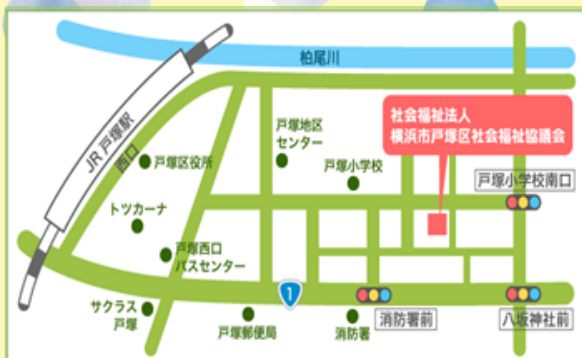 柏尾川
JR 戸塚駅
西口
社会福祉法人
横浜市戸塚区社会福祉協議会
戸塚地区
センター
戸塚区役所
戸塚小学校
戸塚小学校南口
トツカーナ
戸塚西口
バスセンター
1
サクラス
戸塚
戸塚郵便局
消防署
消防署前
八坂神社前